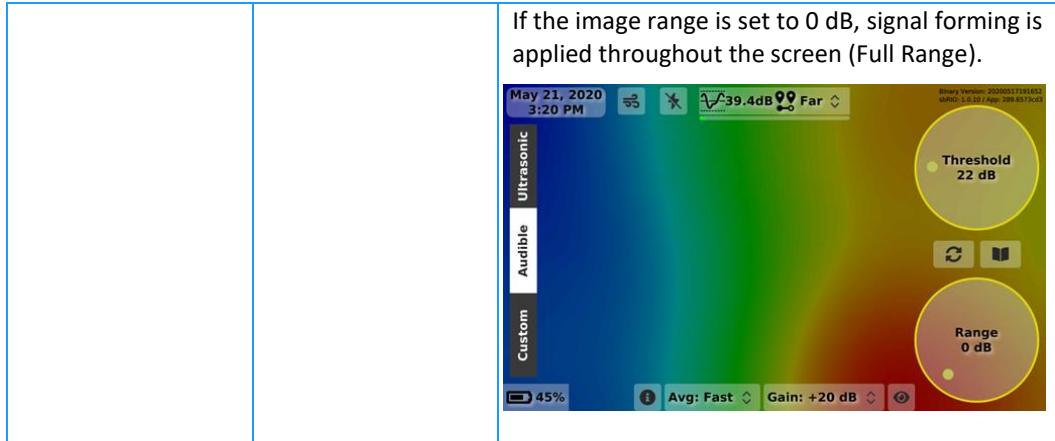 If the image range is set to 0 dB, signal forming is
applied throughout the screen (Full Range).
May 21, 2020
3:20 PM
39.4dB Far
Binary Version: 20200517191652
sbRIO: 1.0.10 / App: 289.6573cd3
Ultrasonic
Audible
Custom
Threshold
22 dB
Range
0 dB
45%
Avg: Fast
Gain: +20 dB